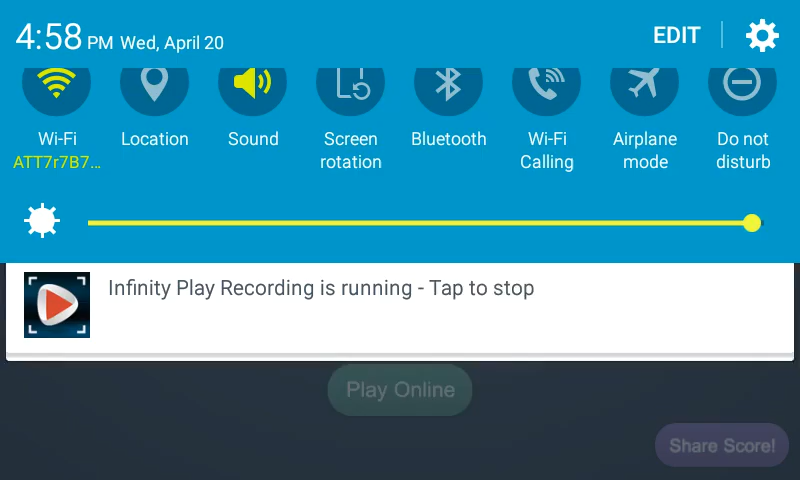 4:58 PM Wed, April 20
EDIT
Wi-Fi
ATT7r7B7...
Location
Sound
Screen
rotation
Bluetooth
Wi-Fi
Calling
Airplane
mode
Do not
disturb
Infinity Play Recording is running - Tap to stop
Play Online
Share Score!